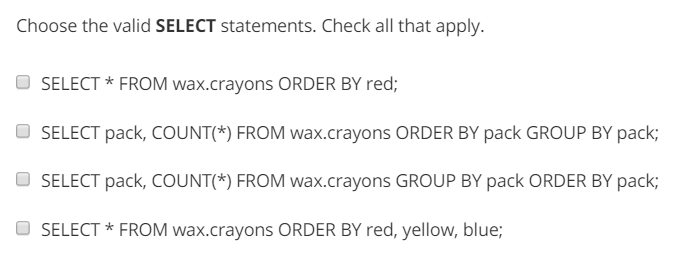 Choose the valid SELECT statements. Check all that apply.
SELECT * FROM wax.crayons ORDER BY red;
SELECT pack, COUNT(*) FROM wax.crayons ORDER BY pack GROUP BY pack;
SELECT pack, COUNT(*) FROM wax.crayons GROUP BY pack ORDER BY pack;
SELECT * FROM wax.crayons ORDER BY red, yellow, blue;